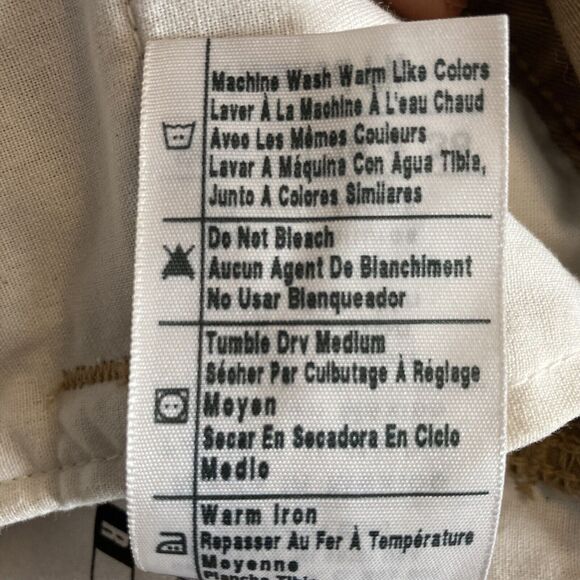 Machine Wash Warm Like Colors
Laver À La Machine À L'eau Chaud
Avec Les Mêmes Couleurs
Lavar A Máquina Con Agua Tibia,
Junto A Colores Similares
Do Not Bleach
Aucun Agent De Blanchiment
No Usar Blanqueador
Tumble Dry Medium
Sécher Par Culbutage À Réglage
Moyen
Secar En Secadora En Ciclo
Medio
Warm Iron
Repasser Au Fer À Température
Moyenne
Plancha Tibia